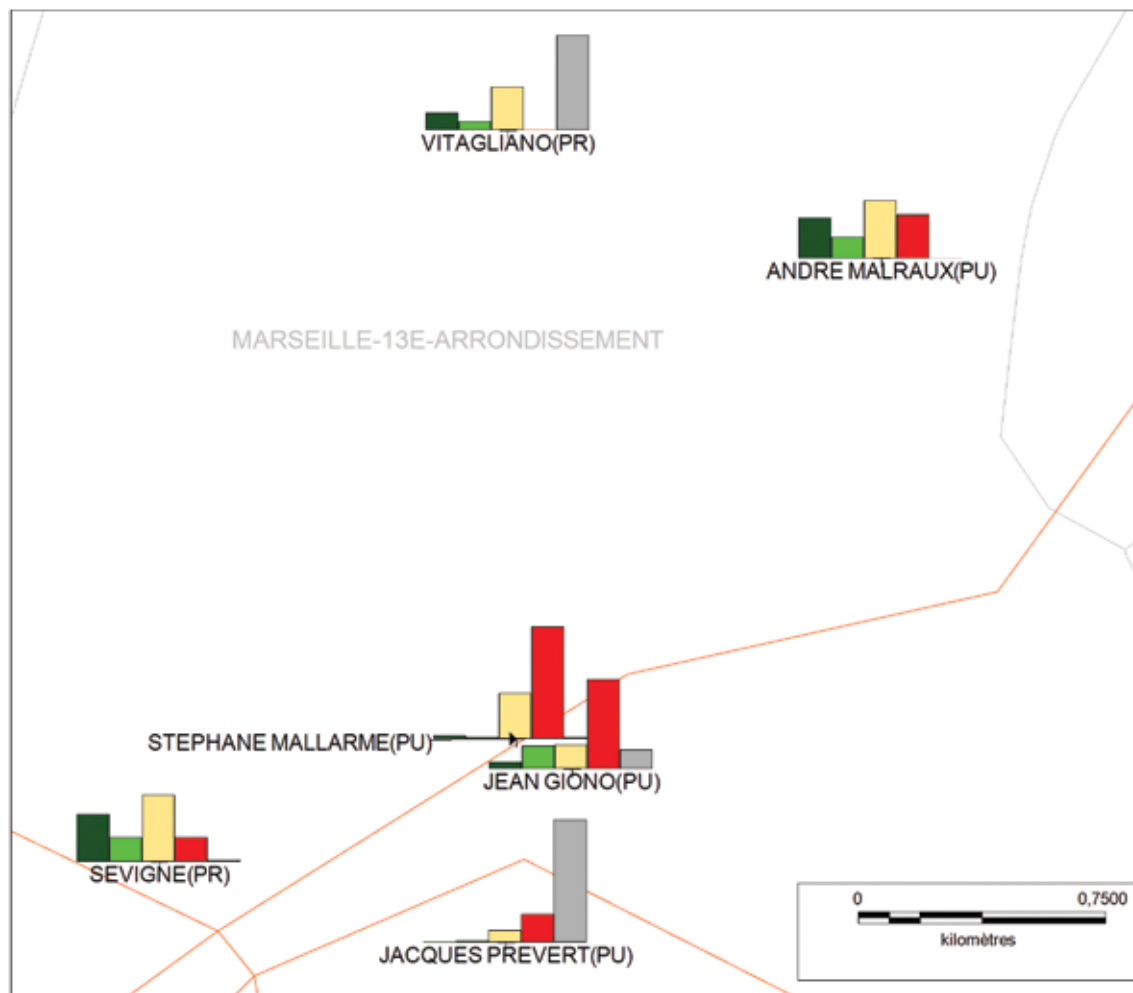 VITAGLIANO(PR)
ANDRE MALRAUX(PU)
MARSEILLE-13E-ARRONDISSEMENT
STEPHANE MALLARME(PU)
JEAN GIONO(PU)
SEVIGNE(PR)
JACQUES PREVERT(PU)
0 0,7500
kilomètres